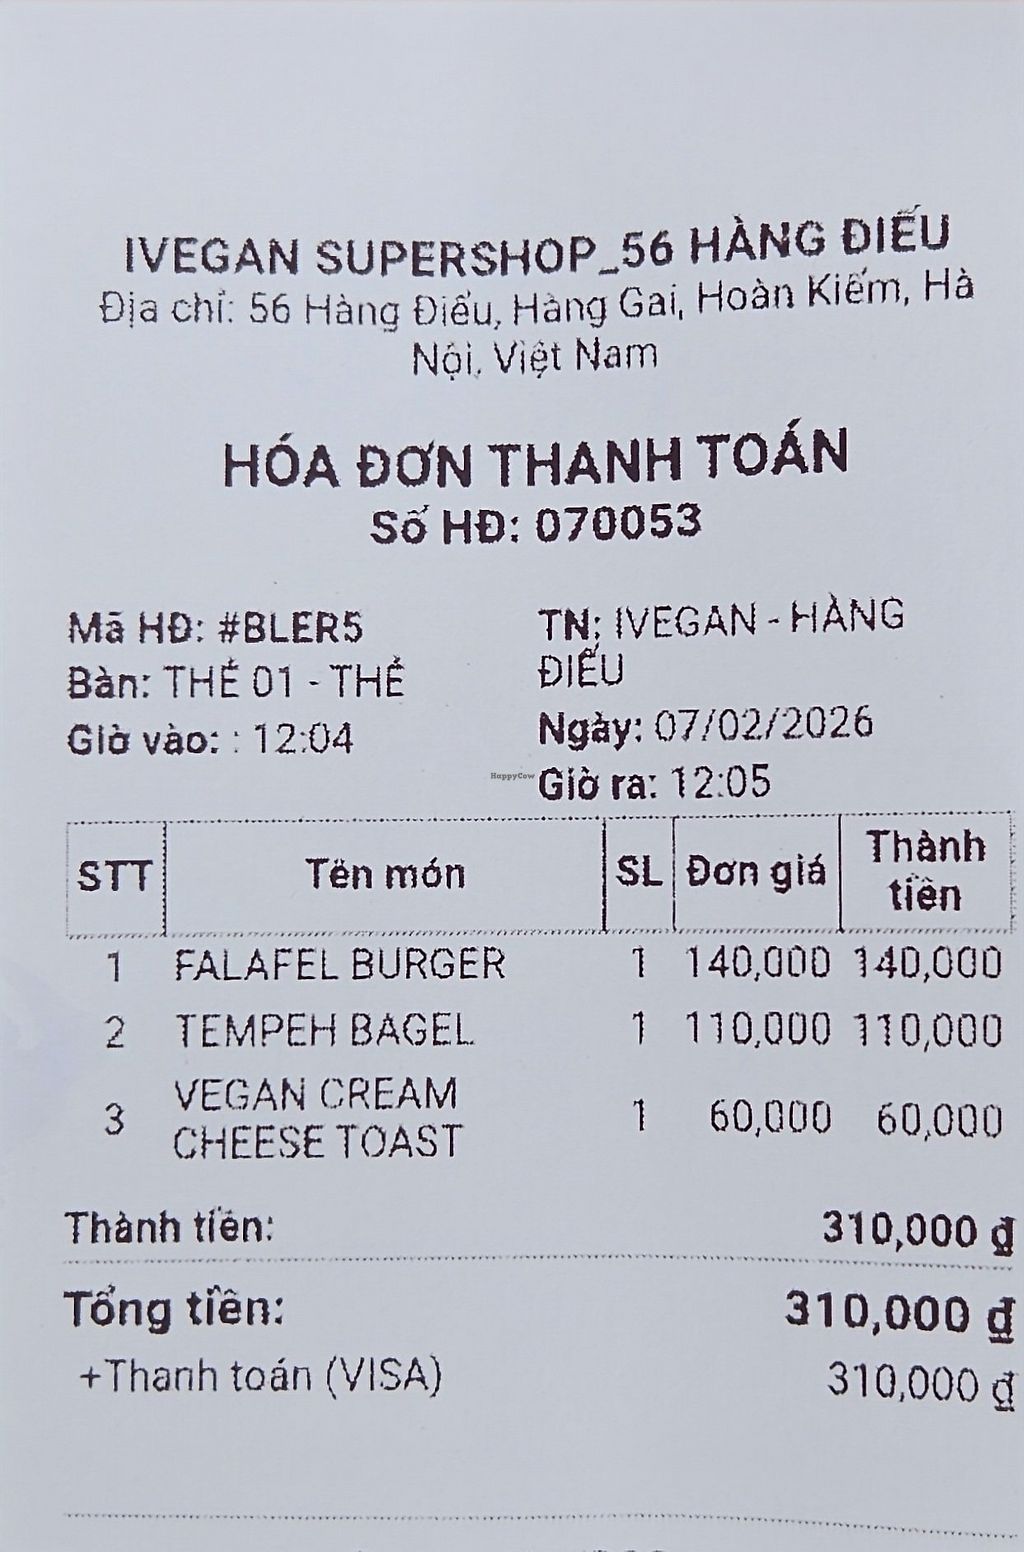 IVEGAN SUPERSHOP_56 HÀNG ĐIẾU
Địa chỉ: 56 Hàng Điếu, Hàng Gai, Hoàn Kiếm, Hà
Nội, Việt Nam
HÓA ĐƠN THANH TOÁN
Số HĐ: 070053
Mã HĐ: #BLER5
Bàn: THẺ 01 - THẺ
Giờ vào: : 12:04
TN: IVEGAN - HÀNG
ĐIẾU
Ngày: 07/02/2026
Giờ ra: 12:05
HappyCow
STT Tên món SL Đơn giá Thành tiền
1 FALAFEL BURGER 1 140,000 140,000
2 TEMPEH BAGEL 1 110,000 110,000
3 VEGAN CREAM CHEESE TOAST 1 60,000 60,000
Thành tiền: 310,000 ₫
Tổng tiền: 310,000 ₫
+Thanh toán (VISA) 310,000 ₫